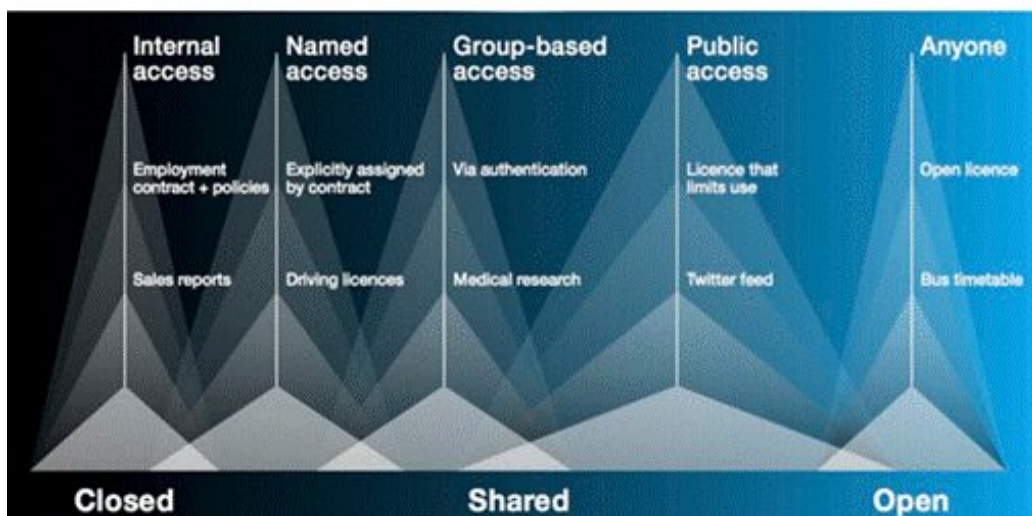 Internal
access
Named
access
Group-based
access
Public
access
Anyone
Employment
contract + policies
Explicitly assigned
by contract
Via authentication
Licence that
limits use
Open licence
Sales reports
Driving licences
Medical research
Twitter feed
Bus timetable
Closed
Shared
Open